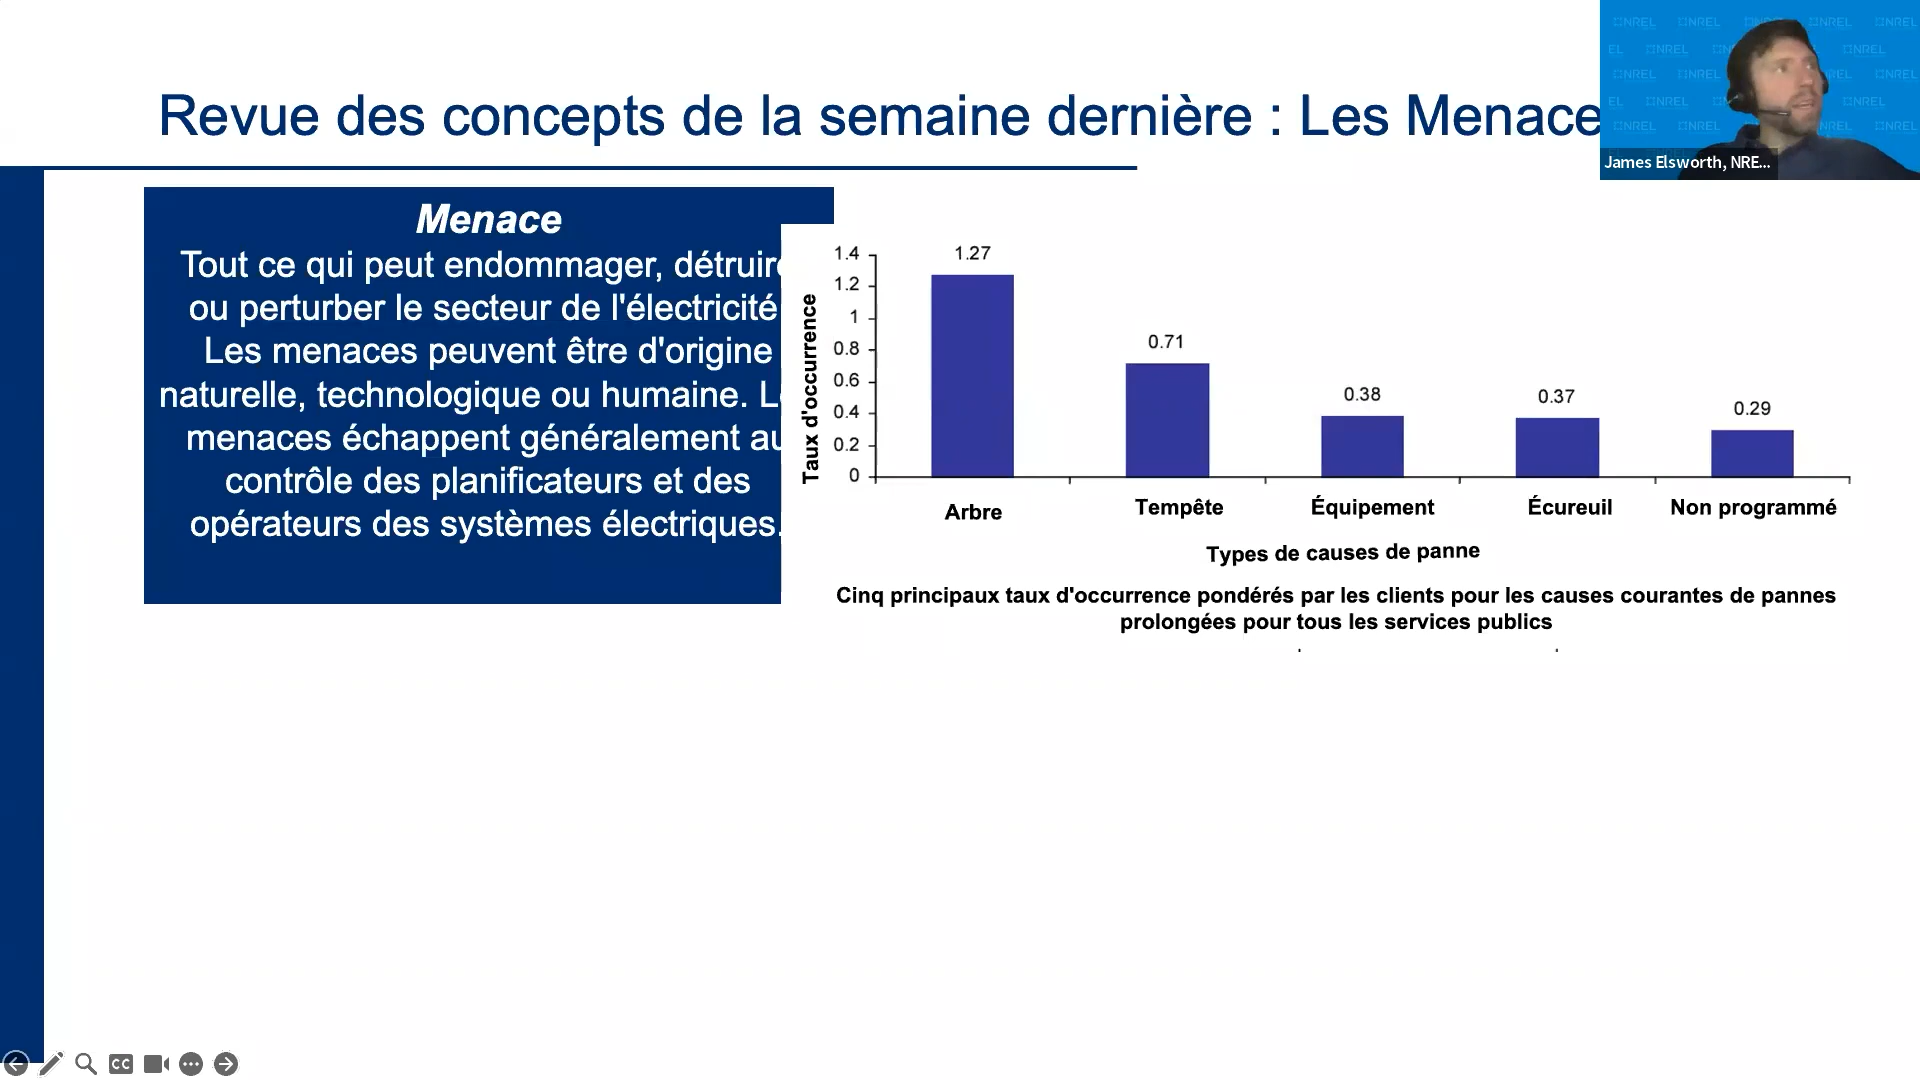 Revue des concepts de la semaine dernière : Les Menace
James Elsworth, NRE...
Menace
Tout ce qui peut endommager, détruire
ou perturber le secteur de l'électricité
Les menaces peuvent être d'origine
naturelle, technologique ou humaine. L
menaces échappent généralement au
contrôle des planificateurs et des
opérateurs des systèmes électriques.
Taux d'occurrence
1.4
1.2
1
0.8
0.6
0.4
0.2
0
1.27
0.71
0.38
0.37
0.29
Arbre
Tempête
Équipement
Écureuil
Non programmé
Types de causes de panne
Cinq principaux taux d'occurrence pondérés par les clients pour les causes courantes de pannes
prolongées pour tous les services publics
NREL
CC